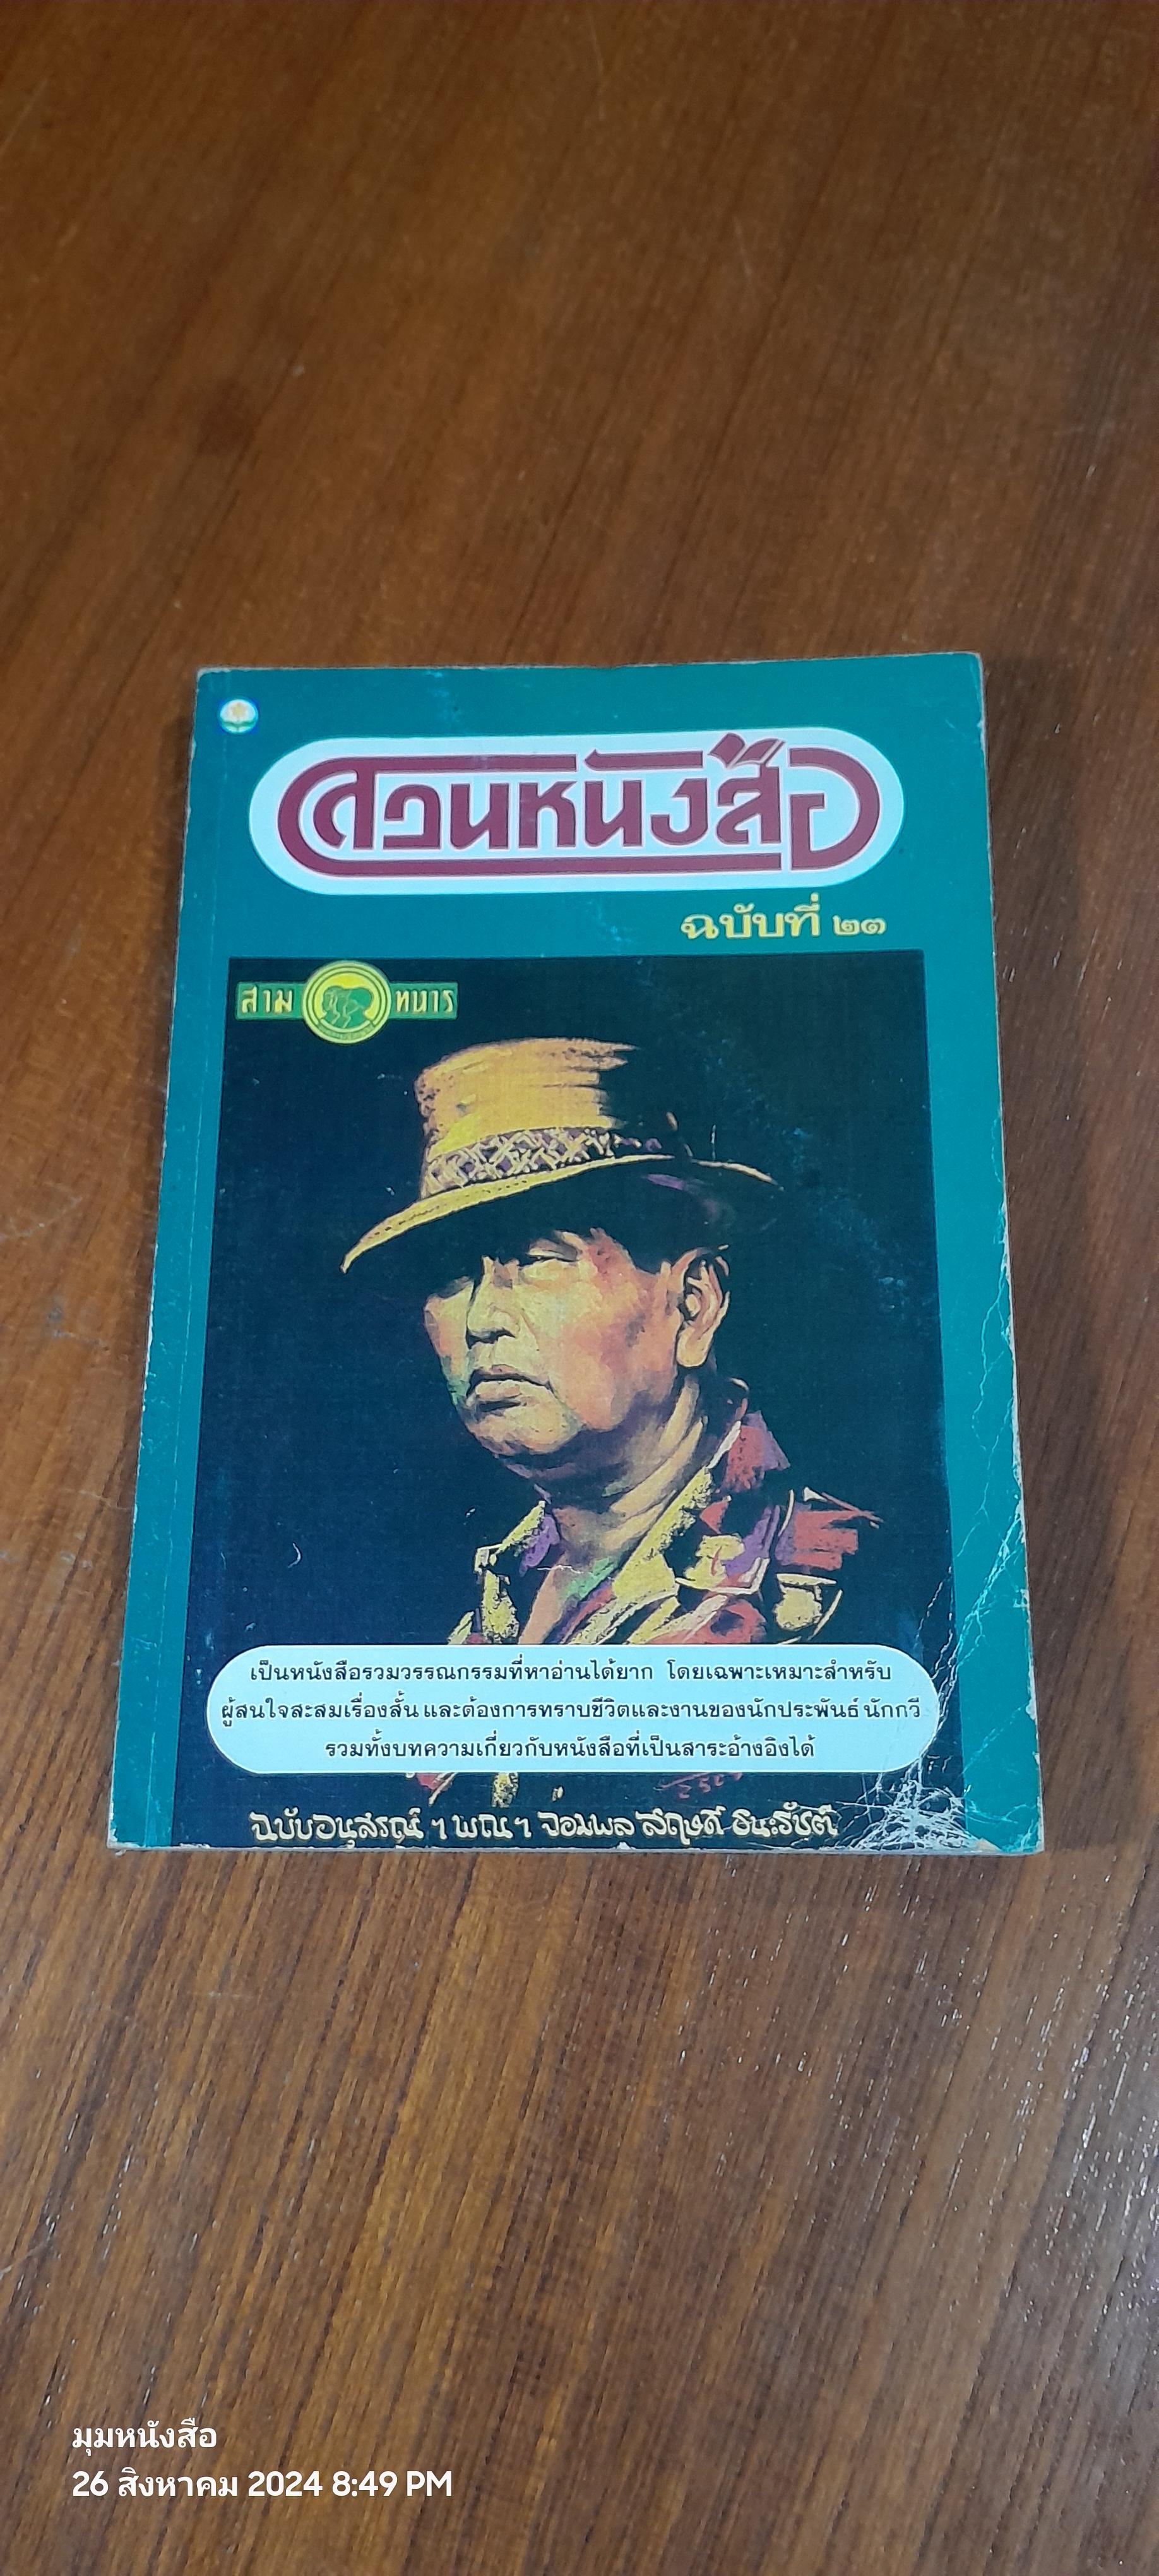 สวนหนังสือ
ฉบับที่ ๒๓
สาม ทหาร
เป็นหนังสือรวมวรรณกรรมที่หาอ่านได้ยาก โดยเฉพาะเหมาะสำหรับ
ผู้สนใจสะสมเรื่องสั้น และต้องการทราบชีวิตและงานของนักประพันธ์ นักกวี
รวมทั้งบทความเกี่ยวกับหนังสือที่เป็นสาระอ้างอิงได้
ฉบับอนุสรณ์ ฯ พณฯ จอมพล สฤษดิ์ ธนะรัชต์
มุมหนังสือ
26 สิงหาคม 2024 8:49 PM